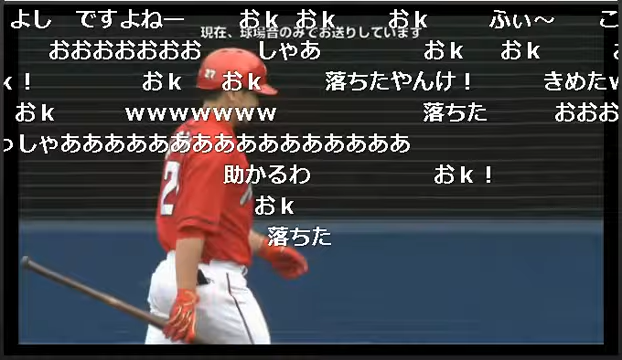 よし ですよねー おｋ おｋ おｋ ふぃ～ こ
現在、球場音のみでお送りしています
おおおおおおお しゃあ おｋ おｋ
ｋ！ おｋ おｋ 落ちたやんけ！ きめたｗ
27
おｋ ｗｗｗｗｗｗｗ 落ちた おおお
っしゃあああああああああああああああああ
助かるわ おｋ！
2
おｋ
落ちた